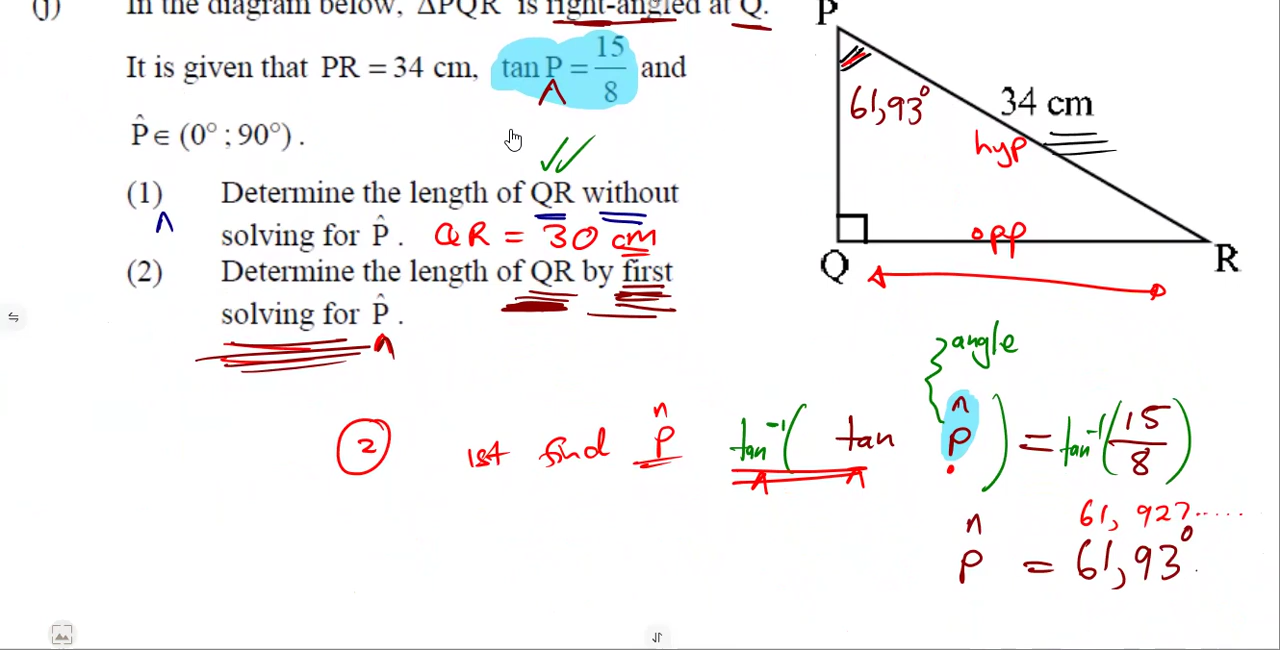 (j) In the diagram below, ΔPQR is right-angled at Q.
It is given that PR = 34 cm, tan P = 15/8 and
P̂ ∈ (0° ; 90°).
(1) Determine the length of QR without
solving for P̂. QR = 30 cm
(2) Determine the length of QR by first
solving for P̂.
P
61,93°
34 cm
hyp
opp
Q
R
angle
2 1st find P̂ tan⁻¹( tan P̂ ) = tan⁻¹(15/8)
61, 927.....
P̂ = 61,93°.